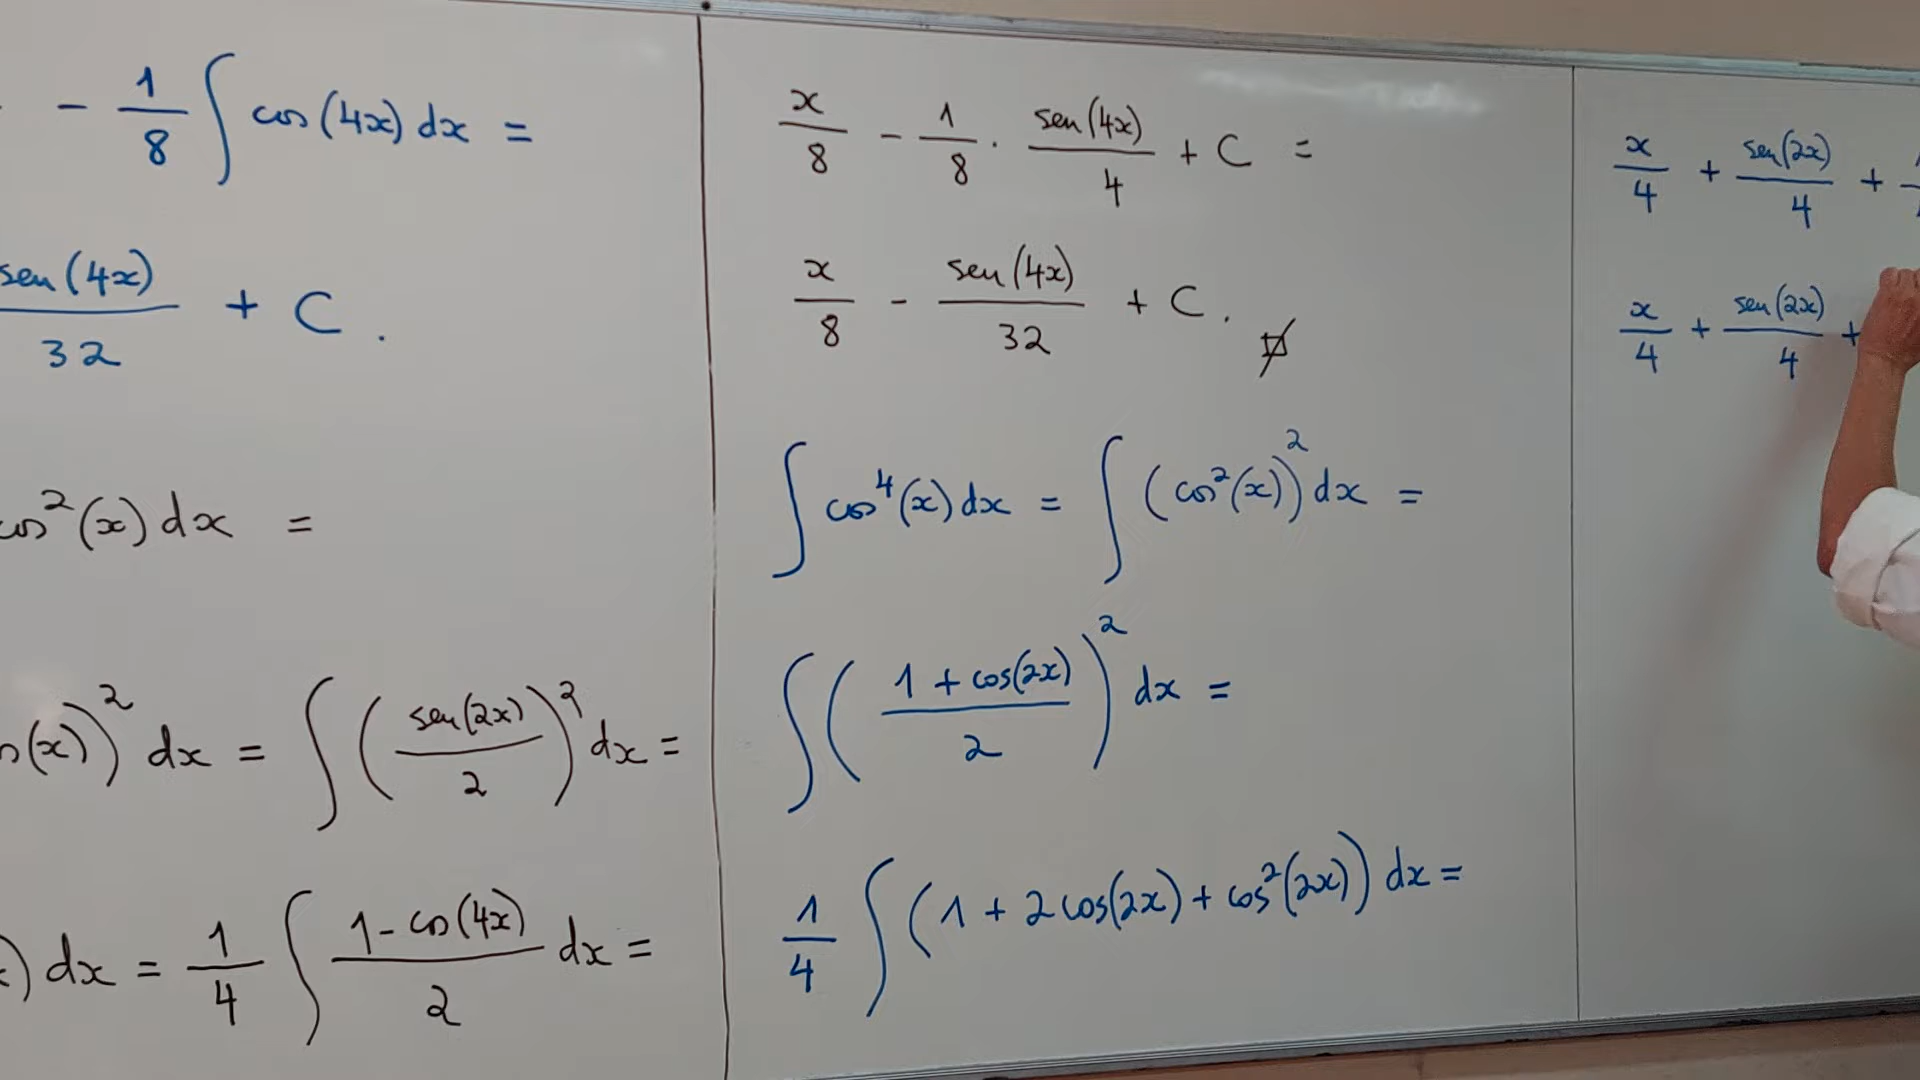 - 1/8 ∫ cos(4x) dx =
sen(4x)/32 + C.
cos²(x) dx =
(x))² dx = ∫ (sen(2x)/2)² dx =
) dx = 1/4 ∫ (1 - cos(4x))/2 dx =
x/8 - 1/8 · sen(4x)/4 + C =
x/8 - sen(4x)/32 + C.
∫ cos⁴(x) dx = ∫ (cos²(x))² dx =
∫ ((1 + cos(2x))/2)² dx =
1/4 ∫ (1 + 2 cos(2x) + cos²(2x)) dx =
x/4 + sen(2x)/4 +
x/4 + sen(2x)/4 +